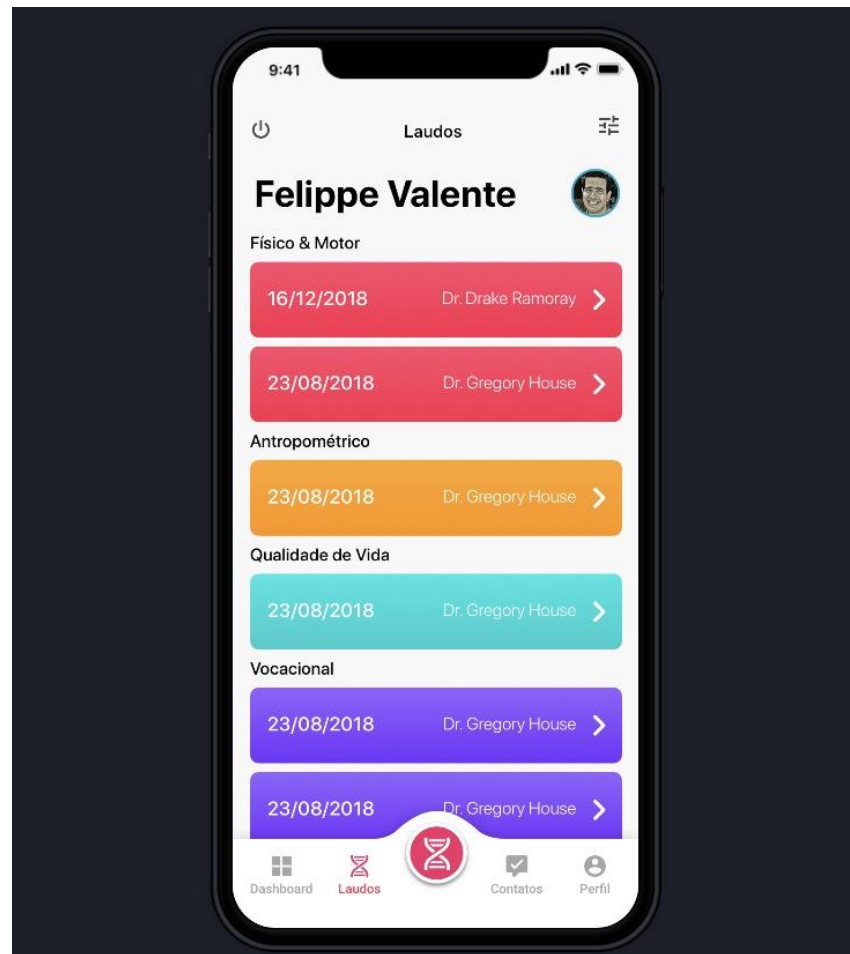 9:41
Laudos
Felippe Valente
Físico & Motor
16/12/2018 Dr. Drake Ramoray
23/08/2018 Dr. Gregory House
Antropométrico
23/08/2018 Dr. Gregory House
Qualidade de Vida
23/08/2018 Dr. Gregory House
Vocacional
23/08/2018 Dr. Gregory House
23/08/2018 Dr. Gregory House
Dashboard Laudos Contatos Perfil